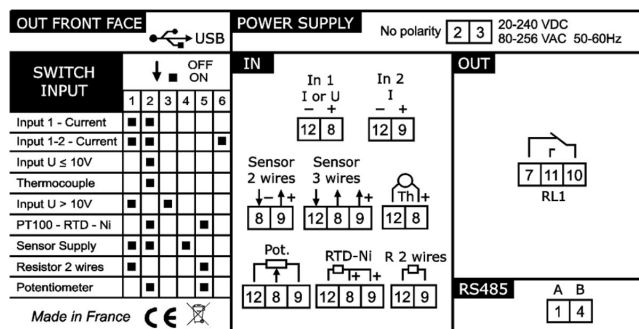 OUT FRONT FACE
USB
POWER SUPPLY
No polarity 2 3 20-240 VDC
80-256 VAC 50-60Hz
SWITCH
INPUT
OFF
ON
1 2 3 4 5 6
Input 1 - Current
Input 1-2 - Current
Input U ≤ 10V
Thermocouple
Input U > 10V
PT100 - RTD - Ni
Sensor Supply
Resistor 2 wires
Potentiometer
Made in France CE
IN
In 1
I or U
- +
12 8
In 2
I
- +
12 9
Sensor
2 wires
- +
8 9
Sensor
3 wires
+
12 8 9
Th +
12 8
Pot.
12 8 9
RTD-Ni
+ +
12 8 9
R 2 wires
12 9
OUT
7 11 10
RL1
RS485
A B
1 4